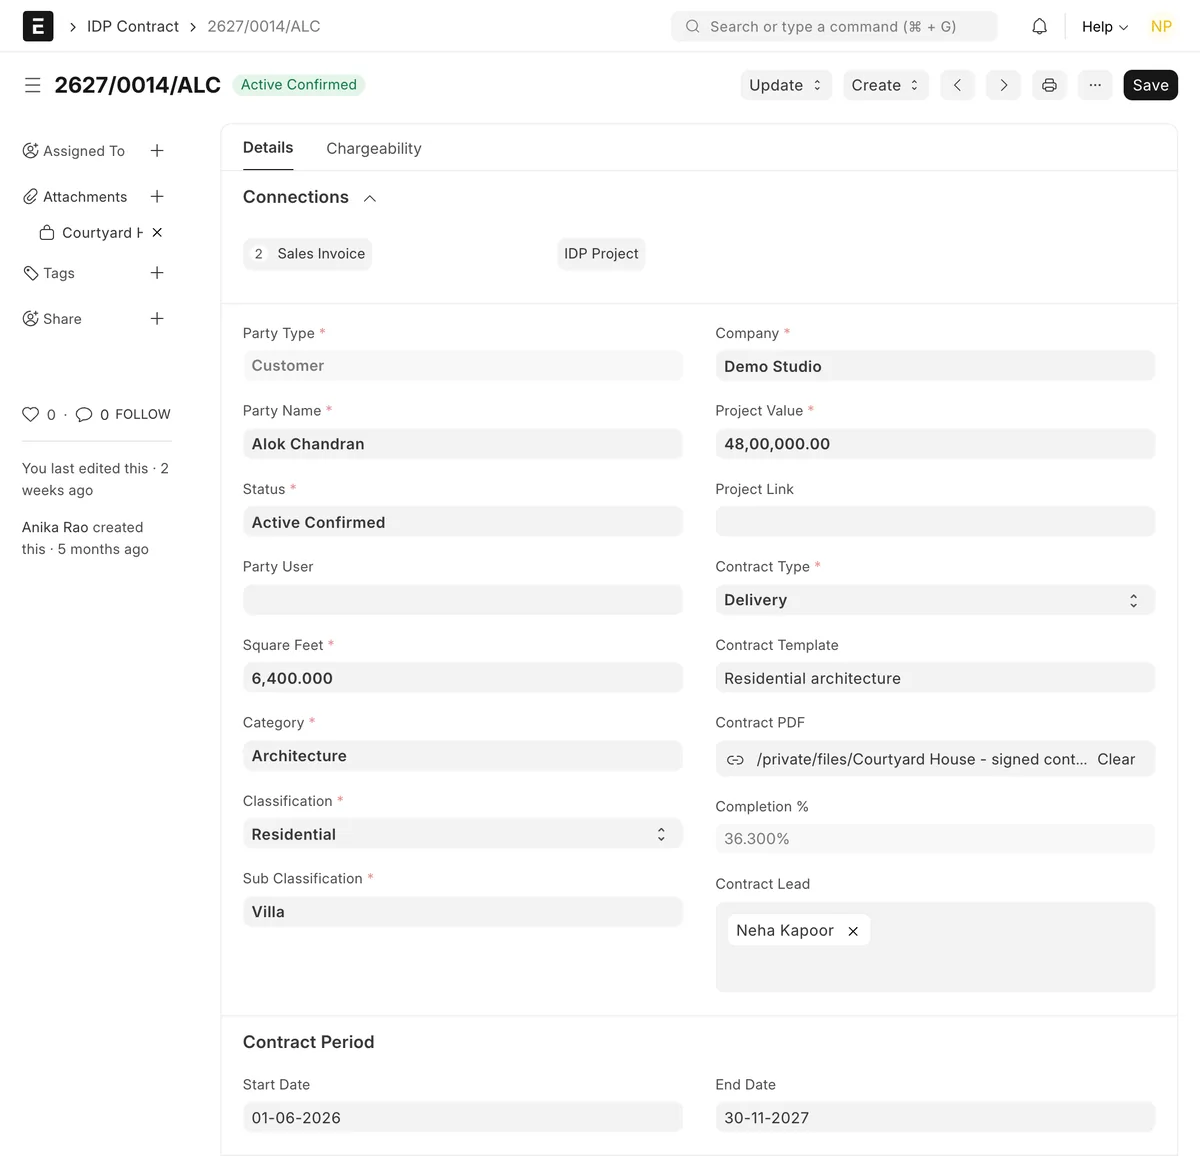 E
IDP Contract
2627/0014/ALC
Search or type a command (⌘ + G)
Help
NP
2627/0014/ALC
Active Confirmed
Update
Create
Save
Assigned To
Attachments
Courtyard H
Tags
Share
0 · 0 FOLLOW
You last edited this · 2
weeks ago
Anika Rao created
this · 5 months ago
Details
Chargeability
Connections
2 Sales Invoice
IDP Project
Party Type *
Customer
Party Name *
Alok Chandran
Status *
Active Confirmed
Party User
Square Feet *
6,400.000
Category *
Architecture
Classification *
Residential
Sub Classification *
Villa
Company *
Demo Studio
Project Value *
48,00,000.00
Project Link
Contract Type *
Delivery
Contract Template
Residential architecture
Contract PDF
/private/files/Courtyard House - signed cont... Clear
Completion %
36.300%
Contract Lead
Neha Kapoor
Contract Period
Start Date
01-06-2026
End Date
30-11-2027